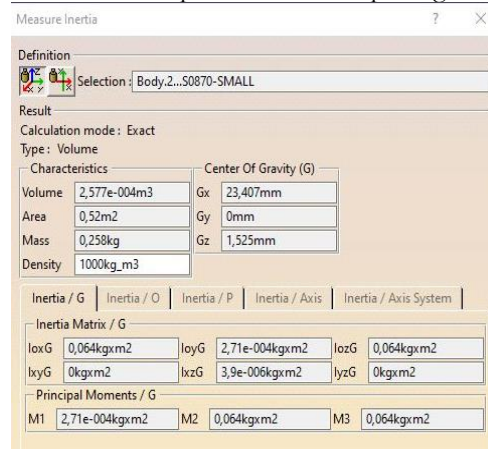 Measure Inertia ? X
Definition
Selection : Body.2...S0870-SMALL
Result
Calculation mode : Exact
Type : Volume
Characteristics Center Of Gravity (G)
Volume 2,577e-004m3 Gx 23,407mm
Area 0,52m2 Gy 0mm
Mass 0,258kg Gz 1,525mm
Density 1000kg_m3
Inertia / G Inertia / O Inertia / P Inertia / Axis Inertia / Axis System
Inertia Matrix / G
IoxG 0,064kgxm2 IoyG 2,71e-004kgxm2 IozG 0,064kgxm2
IxyG 0kgxm2 IxzG 3,9e-006kgxm2 IyzG 0kgxm2
Principal Moments / G
M1 2,71e-004kgxm2 M2 0,064kgxm2 M3 0,064kgxm2